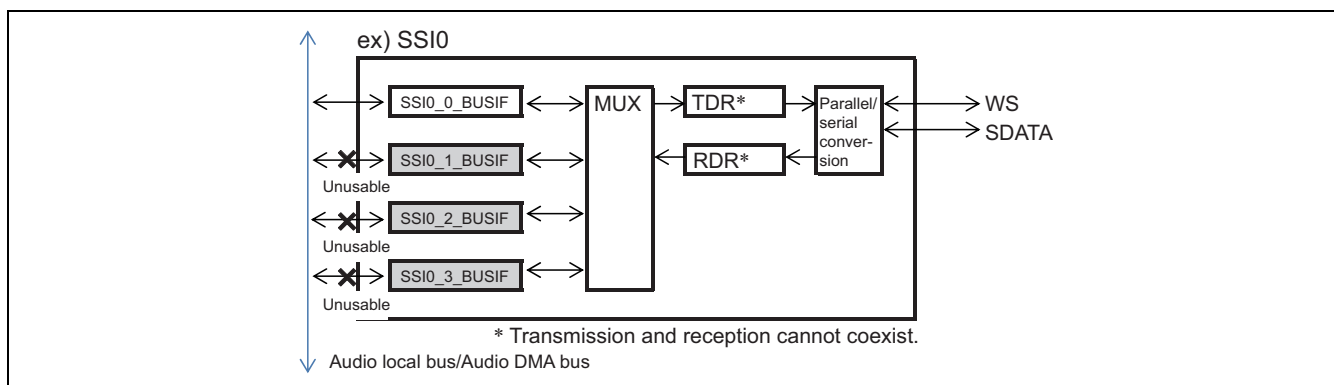 ex) SSI0
SSI0_0_BUSIF
MUX
TDR*
Parallel/
serial
conver-
sion
WS
SDATA
SSI0_1_BUSIF
RDR*
Unusable
SSI0_2_BUSIF
Unusable
SSI0_3_BUSIF
Unusable
* Transmission and reception cannot coexist.
Audio local bus/Audio DMA bus